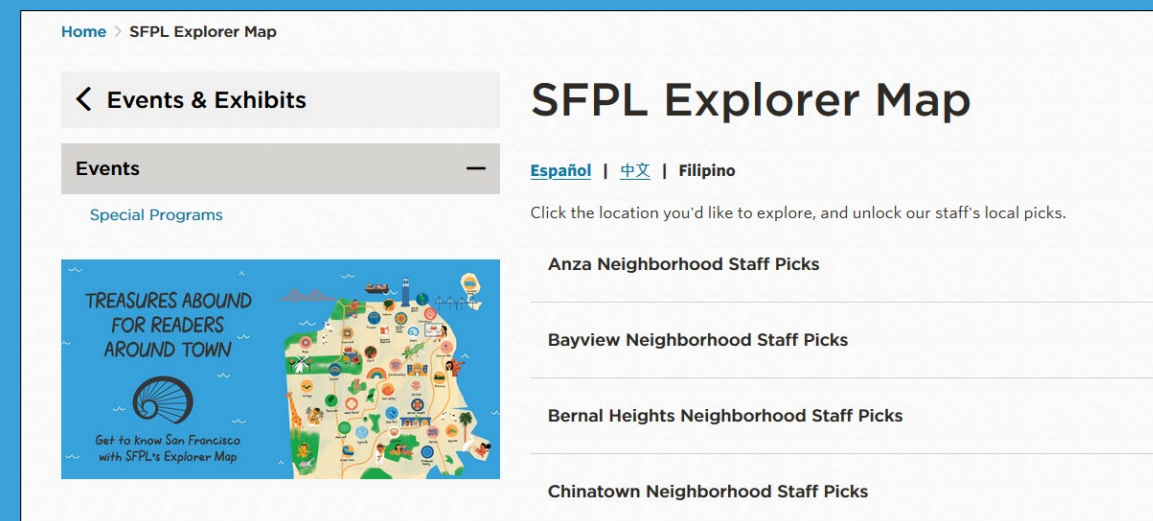 Home > SFPL Explorer Map
Events & Exhibits
Events
Special Programs
TREASURES ABOUND
FOR READERS
AROUND TOWN
Get to know San Francisco
with SFPL's Explorer Map
SFPL Explorer Map
Español | 中文 | Filipino
Click the location you'd like to explore, and unlock our staff's local picks.
Anza Neighborhood Staff Picks
Bayview Neighborhood Staff Picks
Bernal Heights Neighborhood Staff Picks
Chinatown Neighborhood Staff Picks